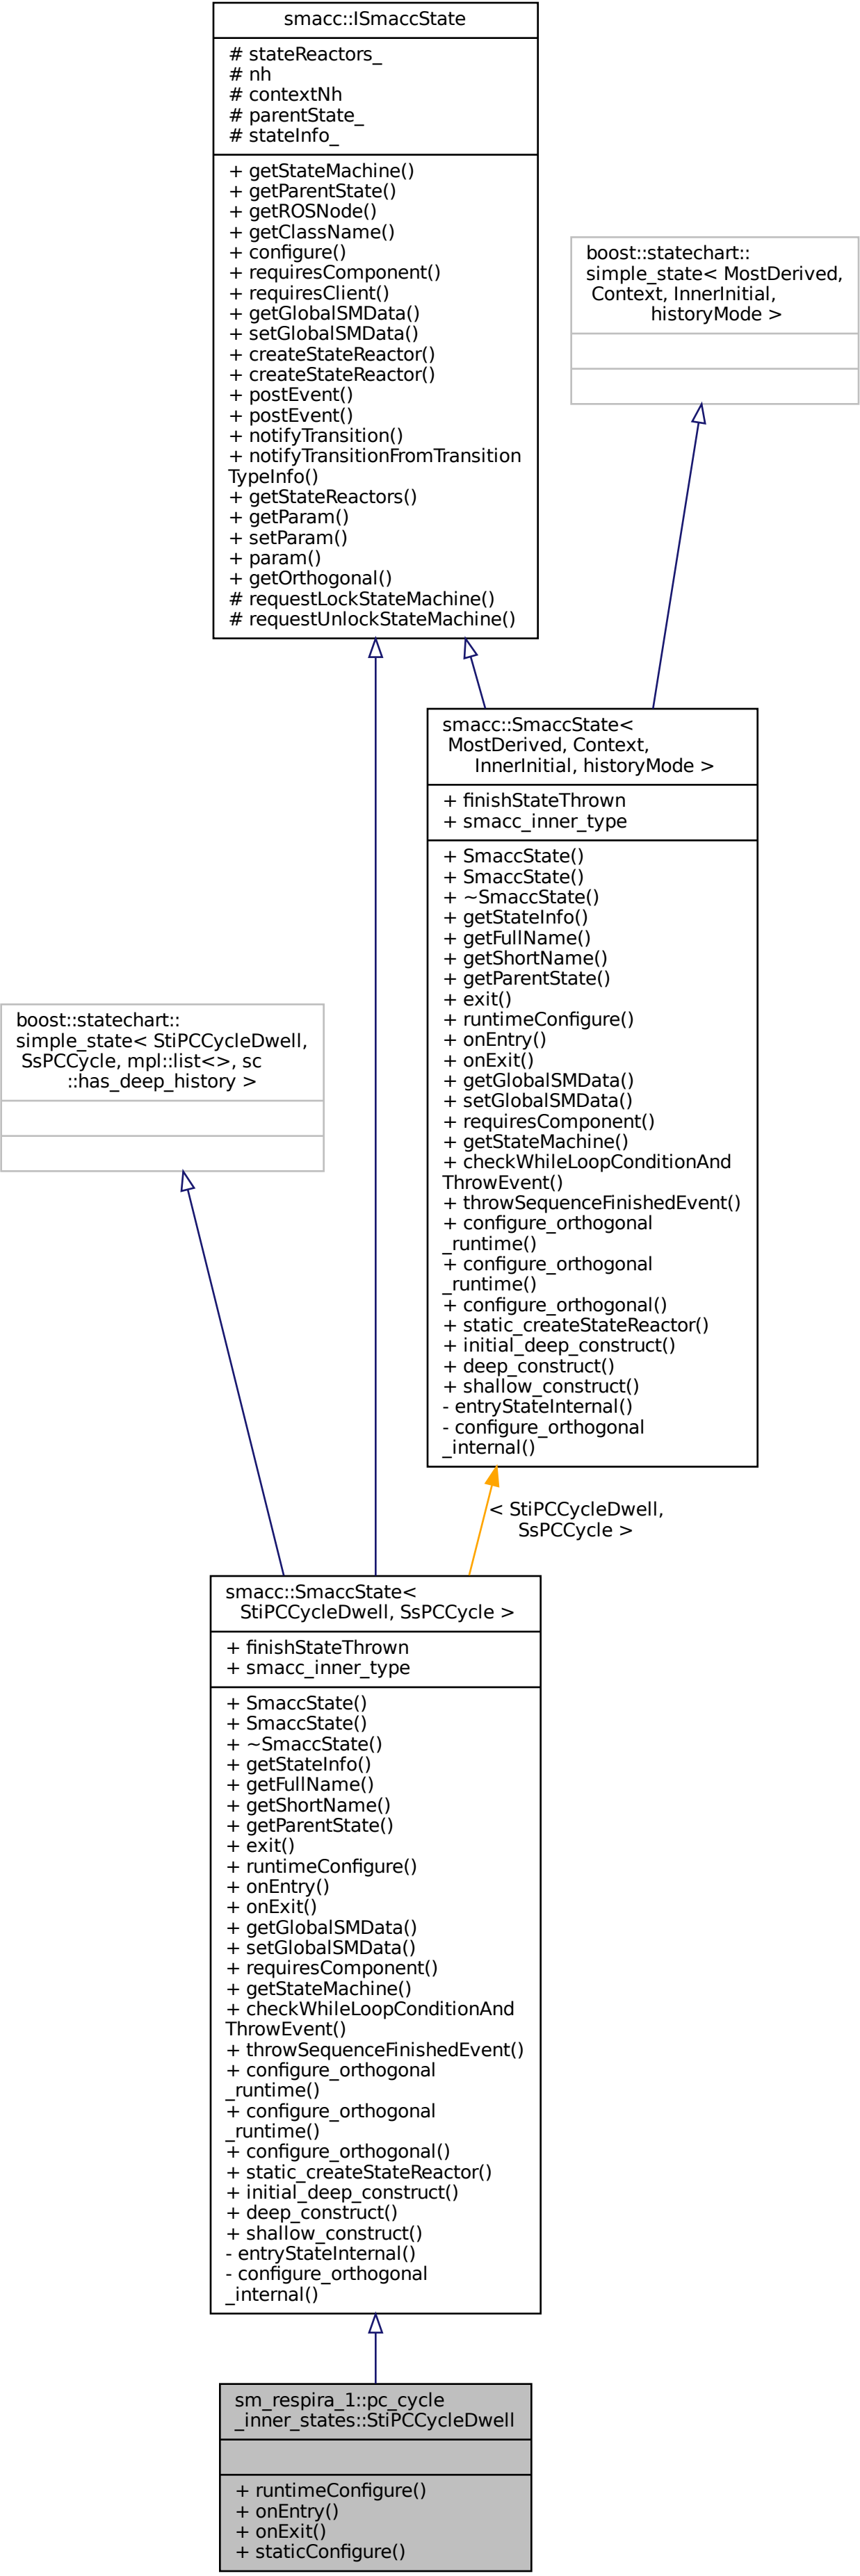 smacc::ISmaccState
# stateReactors_
# nh
# contextNh
# parentState_
# stateInfo_
+ getStateMachine()
+ getParentState()
+ getROSNode()
+ getClassName()
+ configure()
+ requiresComponent()
+ requiresClient()
+ getGlobalSMData()
+ setGlobalSMData()
+ createStateReactor()
+ createStateReactor()
+ postEvent()
+ postEvent()
+ notifyTransition()
+ notifyTransitionFromTransition
TypeInfo()
+ getStateReactors()
+ getParam()
+ setParam()
+ param()
+ getOrthogonal()
# requestLockStateMachine()
# requestUnlockStateMachine()
boost::statechart::
simple_state< MostDerived,
Context, InnerInitial,
historyMode >
smacc::SmaccState<
MostDerived, Context,
InnerInitial, historyMode >
+ finishStateThrown
+ smacc_inner_type
+ SmaccState()
+ SmaccState()
+ ~SmaccState()
+ getStateInfo()
+ getFullName()
+ getShortName()
+ getParentState()
+ exit()
+ runtimeConfigure()
+ onEntry()
+ onExit()
+ getGlobalSMData()
+ setGlobalSMData()
+ requiresComponent()
+ getStateMachine()
+ checkWhileLoopConditionAnd
ThrowEvent()
+ throwSequenceFinishedEvent()
+ configure_orthogonal
_runtime()
+ configure_orthogonal
_runtime()
+ configure_orthogonal()
+ static_createStateReactor()
+ initial_deep_construct()
+ deep_construct()
+ shallow_construct()
- entryStateInternal()
- configure_orthogonal
_internal()
boost::statechart::
simple_state< StiPCCycleDwell,
SsPCCycle, mpl::list<>, sc
::has_deep_history >
< StiPCCycleDwell,
SsPCCycle >
smacc::SmaccState<
StiPCCycleDwell, SsPCCycle >
+ finishStateThrown
+ smacc_inner_type
+ SmaccState()
+ SmaccState()
+ ~SmaccState()
+ getStateInfo()
+ getFullName()
+ getShortName()
+ getParentState()
+ exit()
+ runtimeConfigure()
+ onEntry()
+ onExit()
+ getGlobalSMData()
+ setGlobalSMData()
+ requiresComponent()
+ getStateMachine()
+ checkWhileLoopConditionAnd
ThrowEvent()
+ throwSequenceFinishedEvent()
+ configure_orthogonal
_runtime()
+ configure_orthogonal
_runtime()
+ configure_orthogonal()
+ static_createStateReactor()
+ initial_deep_construct()
+ deep_construct()
+ shallow_construct()
- entryStateInternal()
- configure_orthogonal
_internal()
sm_respira_1::pc_cycle
_inner_states::StiPCCycleDwell
+ runtimeConfigure()
+ onEntry()
+ onExit()
+ staticConfigure()